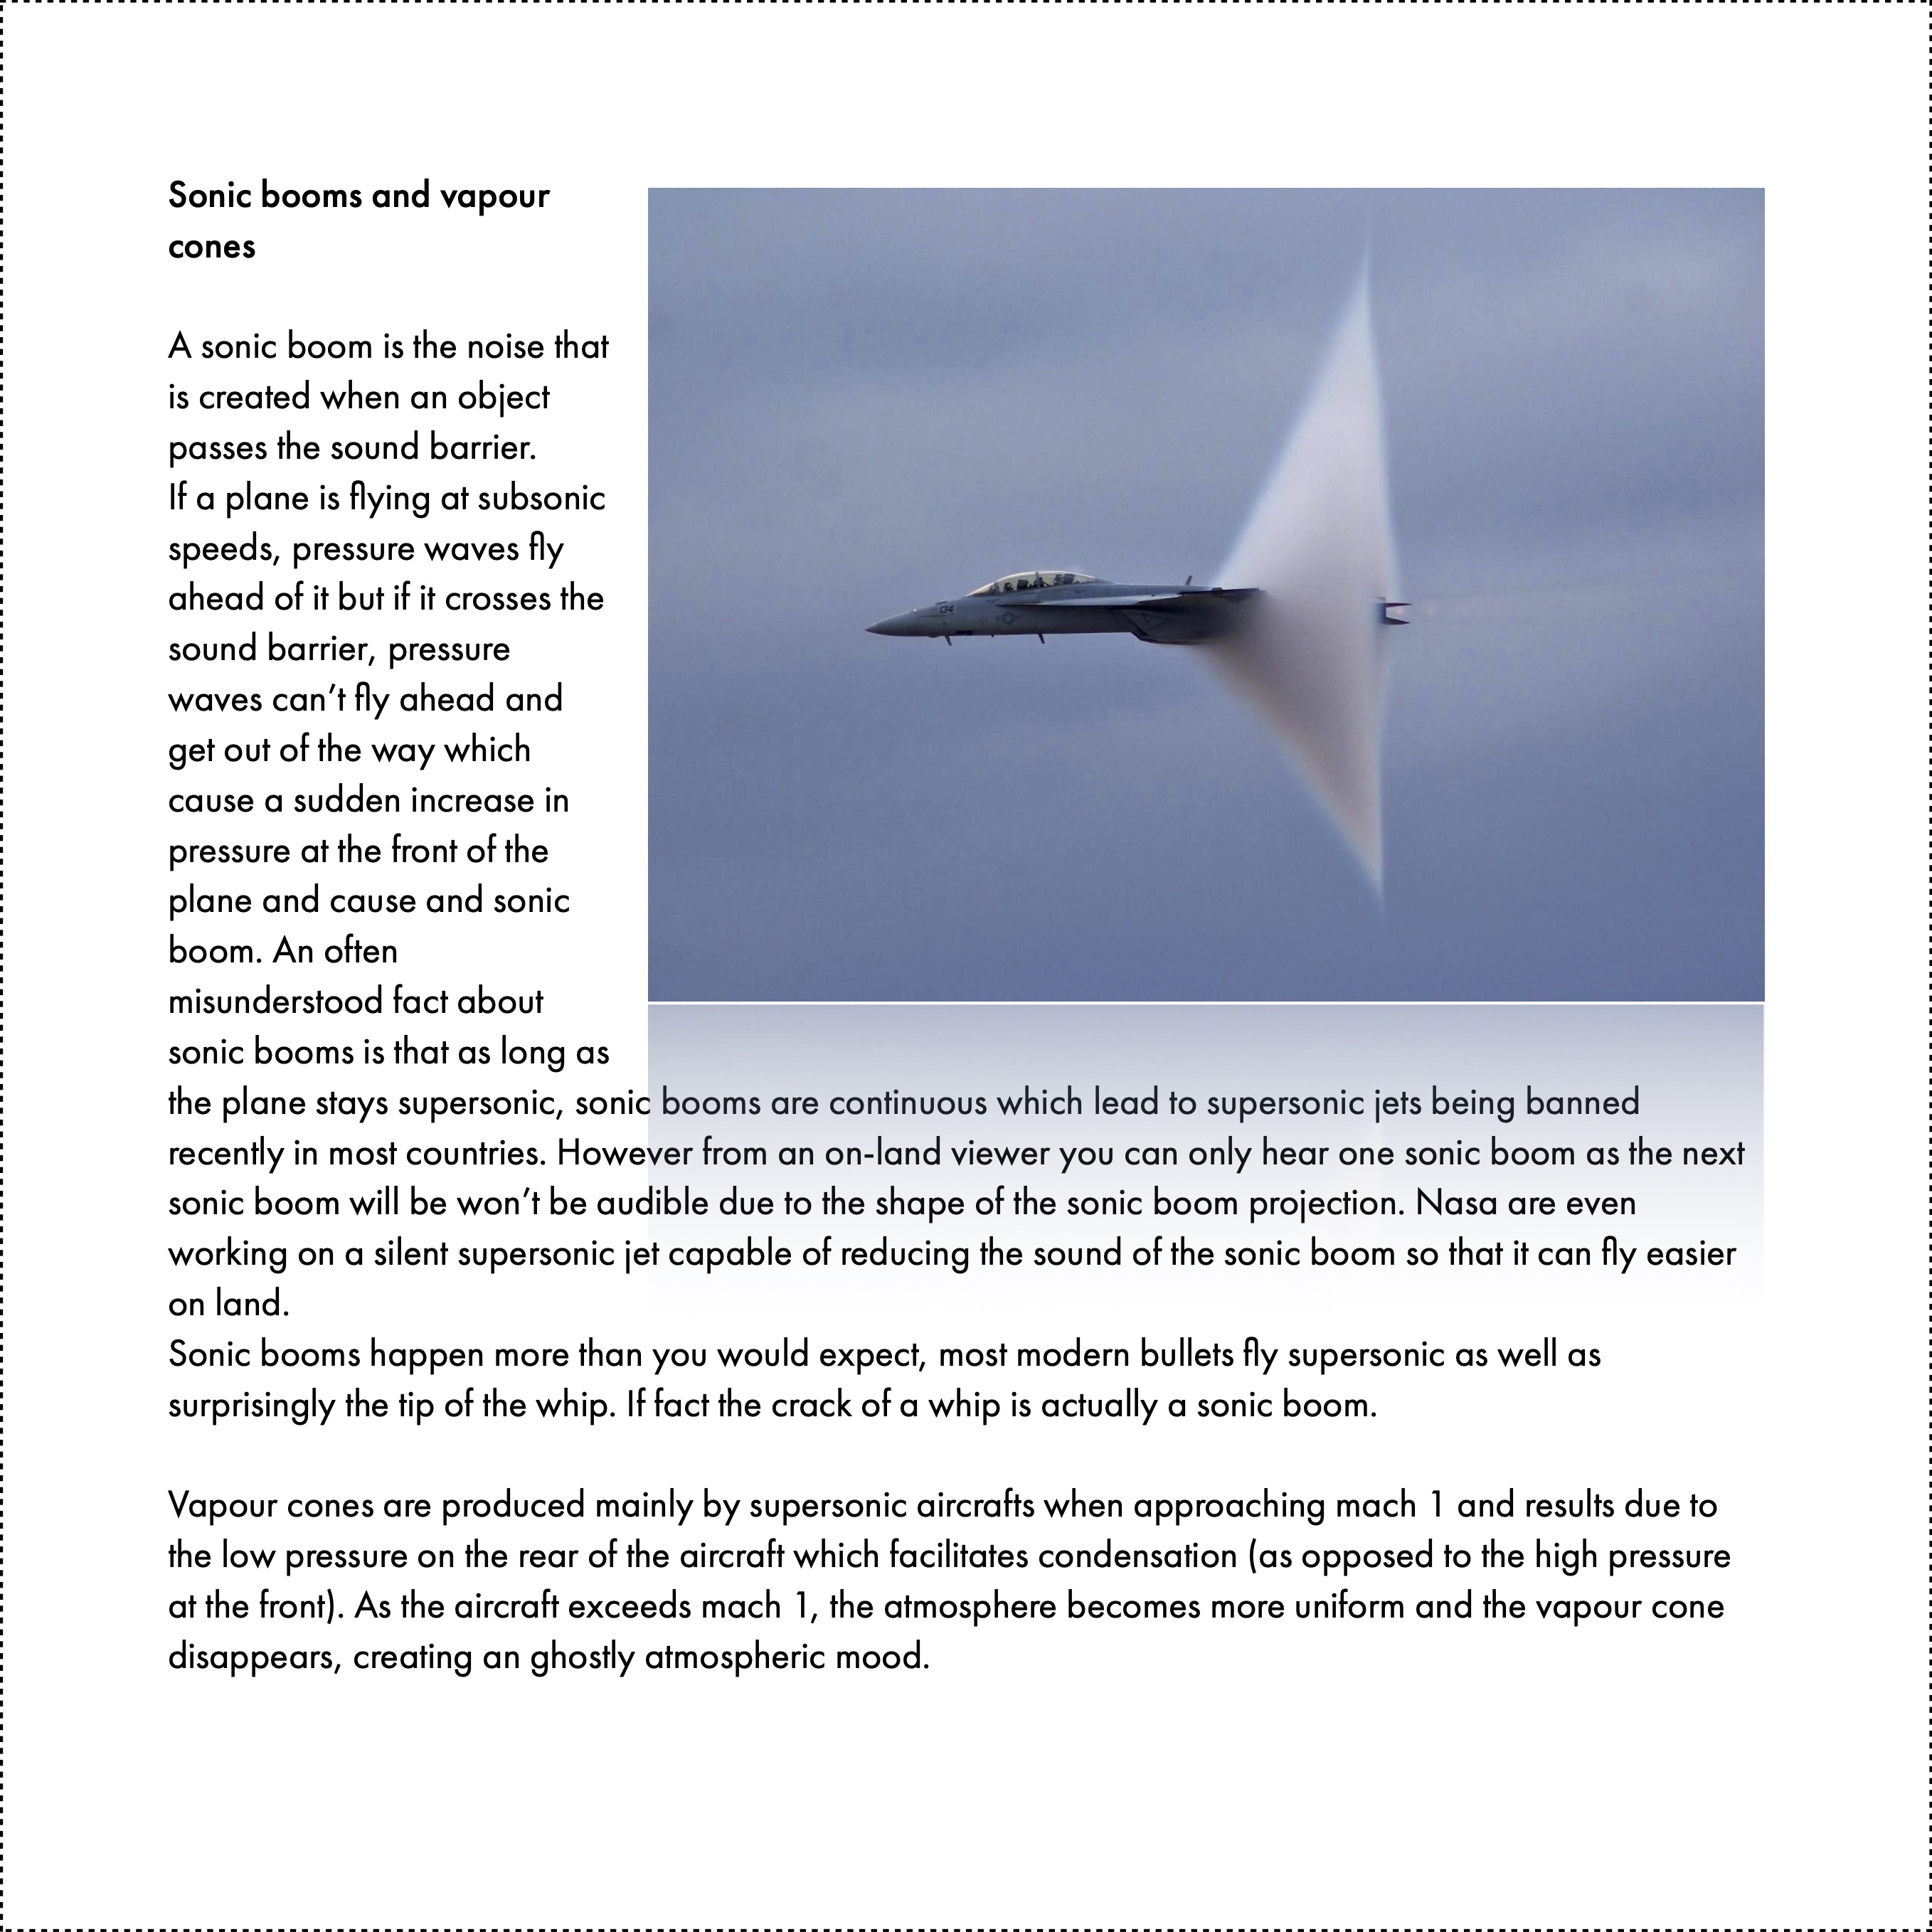 Sonic booms and vapour
cones
A sonic boom is the noise that
is created when an object
passes the sound barrier.
If a plane is flying at subsonic
speeds, pressure waves fly
ahead of it but if it crosses the
sound barrier, pressure
waves can’t fly ahead and
get out of the way which
cause a sudden increase in
pressure at the front of the
plane and cause and sonic
boom. An often
misunderstood fact about
sonic booms is that as long as
the plane stays supersonic, sonic booms are continuous which lead to supersonic jets being banned
recently in most countries. However from an on-land viewer you can only hear one sonic boom as the next
sonic boom will be won’t be audible due to the shape of the sonic boom projection. Nasa are even
working on a silent supersonic jet capable of reducing the sound of the sonic boom so that it can fly easier
on land.
Sonic booms happen more than you would expect, most modern bullets fly supersonic as well as
surprisingly the tip of the whip. If fact the crack of a whip is actually a sonic boom.
Vapour cones are produced mainly by supersonic aircrafts when approaching mach 1 and results due to
the low pressure on the rear of the aircraft which facilitates condensation (as opposed to the high pressure
at the front). As the aircraft exceeds mach 1, the atmosphere becomes more uniform and the vapour cone
disappears, creating an ghostly atmospheric mood.
134